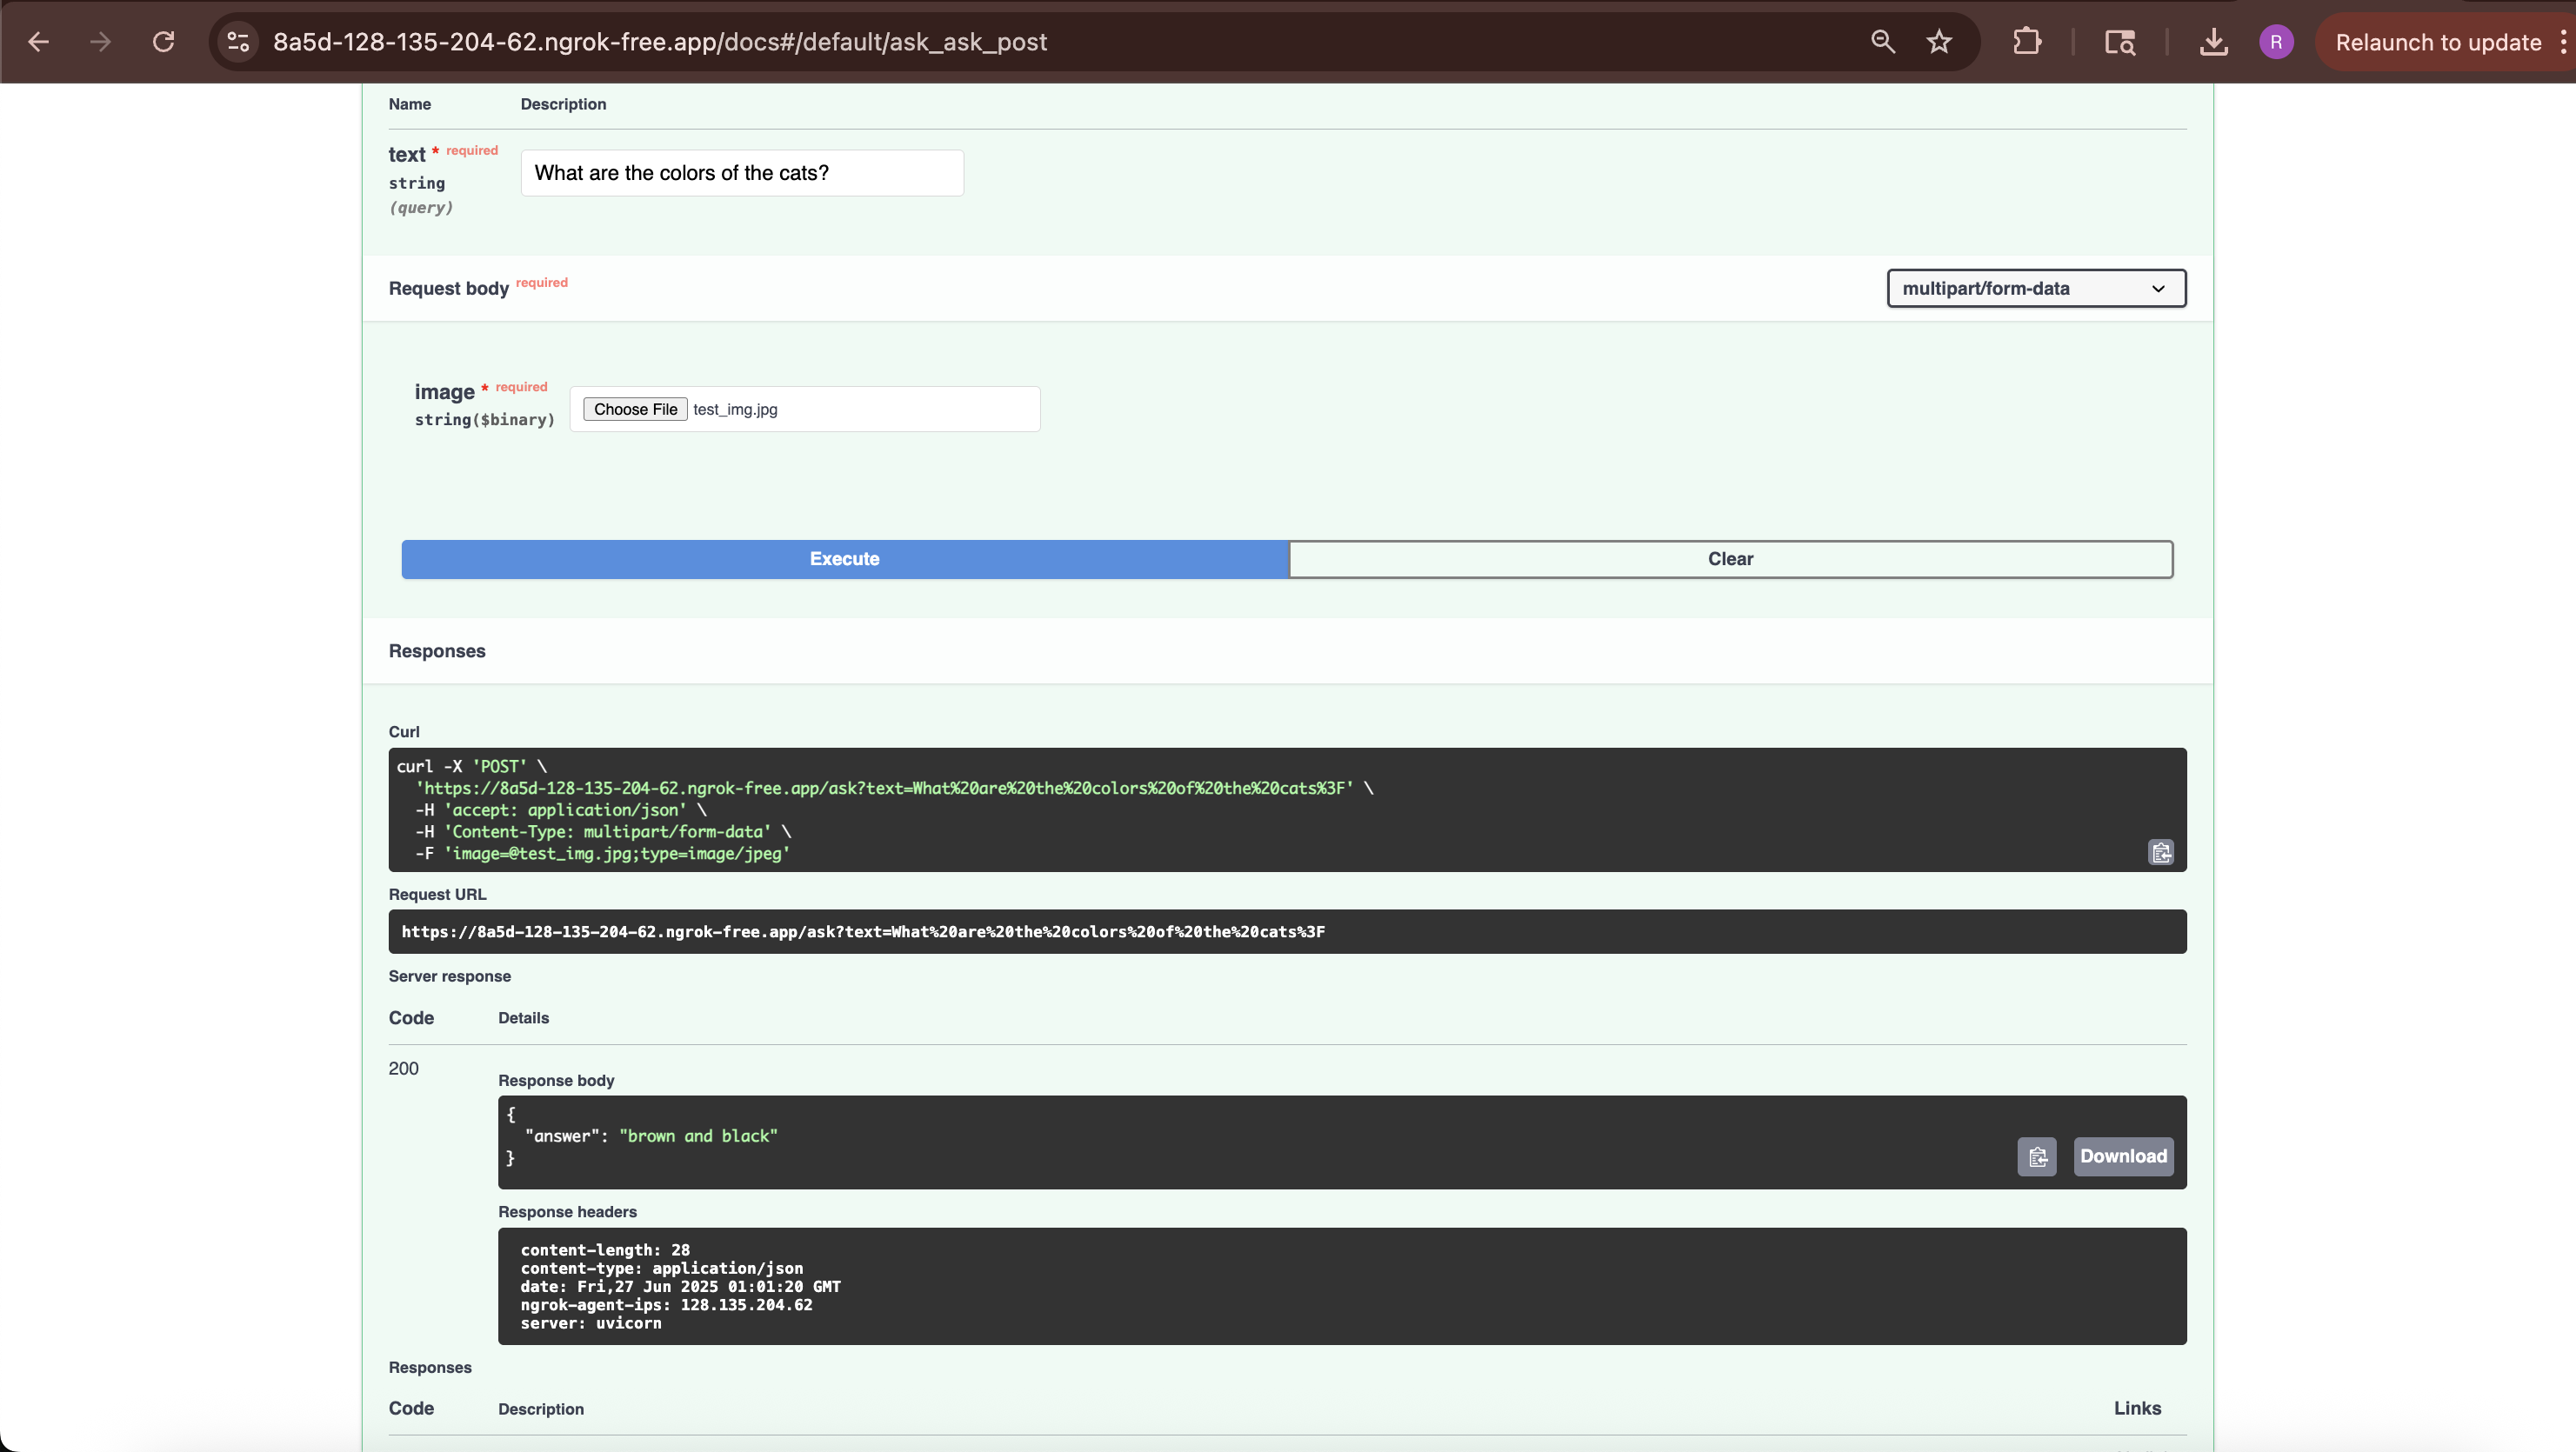 8a5d-128-135-204-62.ngrok-free.app/docs#/default/ask_ask_post
R
Relaunch to update
Name Description
text * required
string
(query)
What are the colors of the cats?
Request body required
multipart/form-data
image * required
string($binary)
Choose File test_img.jpg
Execute
Clear
Responses
Curl
curl -X 'POST' \
'https://8a5d-128-135-204-62.ngrok-free.app/ask?text=What%20are%20the%20colors%20of%20the%20cats%3F' \
-H 'accept: application/json' \
-H 'Content-Type: multipart/form-data' \
-F 'image=@test_img.jpg;type=image/jpeg'
Request URL
https://8a5d-128-135-204-62.ngrok-free.app/ask?text=What%20are%20the%20colors%20of%20the%20cats%3F
Server response
Code Details
200
Response body
{
"answer": "brown and black"
}
Download
Response headers
content-length: 28
content-type: application/json
date: Fri,27 Jun 2025 01:01:20 GMT
ngrok-agent-ips: 128.135.204.62
server: uvicorn
Responses
Code Description Links